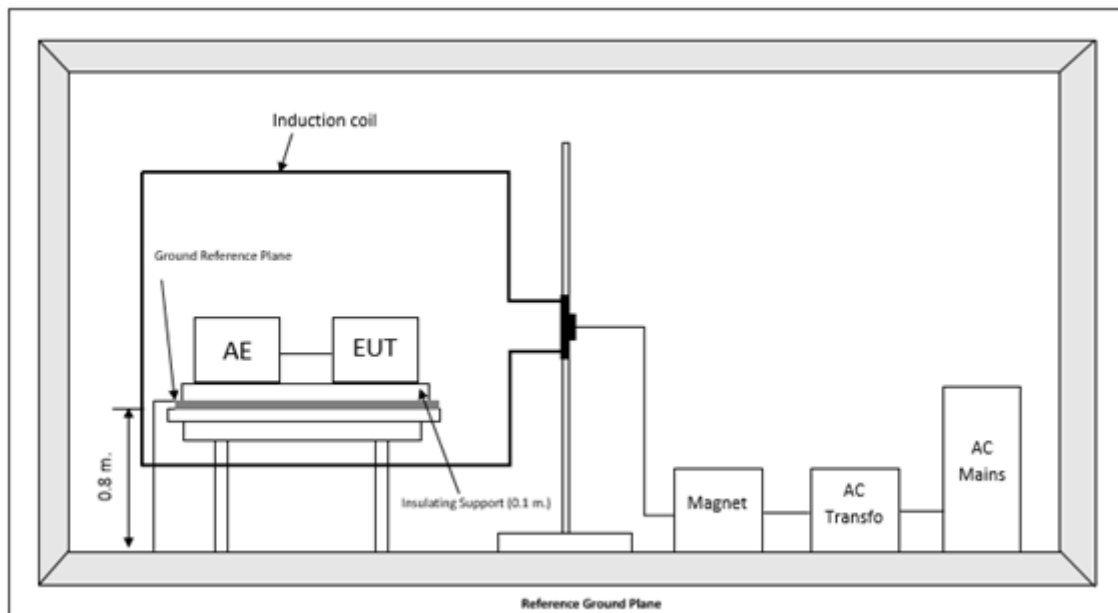 Induction coil
Ground Reference Plane
AE
EUT
0.8 m.
Insulating Support (0.1 m.)
Magnet
AC
Transfo
AC
Mains
Reference Ground Plane